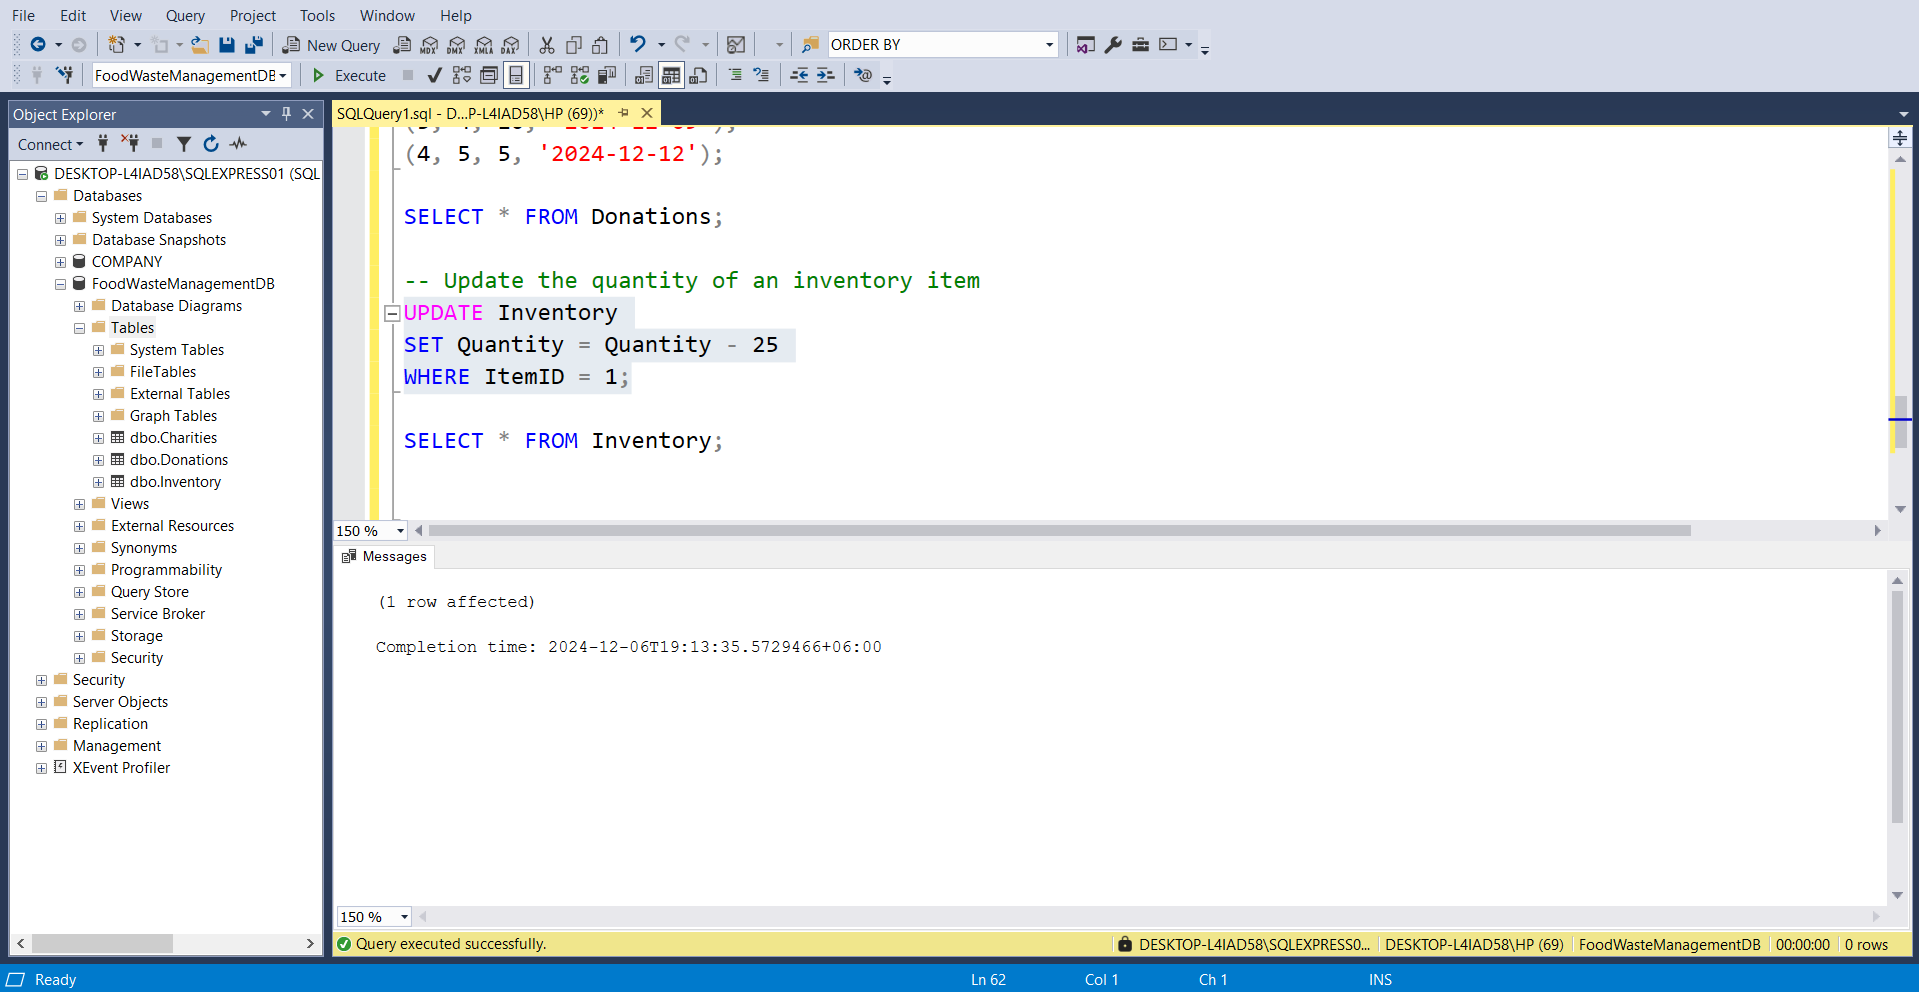 File Edit View Query Project Tools Window Help
New Query MDX DMX XMLA DAX ORDER BY
FoodWasteManagementDB Execute
Object Explorer
Connect
DESKTOP-L4IAD58\SQLEXPRESS01 (SQL
Databases
System Databases
Database Snapshots
COMPANY
FoodWasteManagementDB
Database Diagrams
Tables
System Tables
FileTables
External Tables
Graph Tables
dbo.Charities
dbo.Donations
dbo.Inventory
Views
External Resources
Synonyms
Programmability
Query Store
Service Broker
Storage
Security
Security
Server Objects
Replication
Management
XEvent Profiler
SQLQuery1.sql - D...P-L4IAD58\HP (69))*
(4, 5, 5, '2024-12-12');
SELECT * FROM Donations;
-- Update the quantity of an inventory item
UPDATE Inventory
SET Quantity = Quantity - 25
WHERE ItemID = 1;
SELECT * FROM Inventory;
150 %
Messages
(1 row affected)
Completion time: 2024-12-06T19:13:35.5729466+06:00
150 %
Query executed successfully. DESKTOP-L4IAD58\SQLEXPRESS0... DESKTOP-L4IAD58\HP (69) FoodWasteManagementDB 00:00:00 0 rows
Ready Ln 62 Col 1 Ch 1 INS